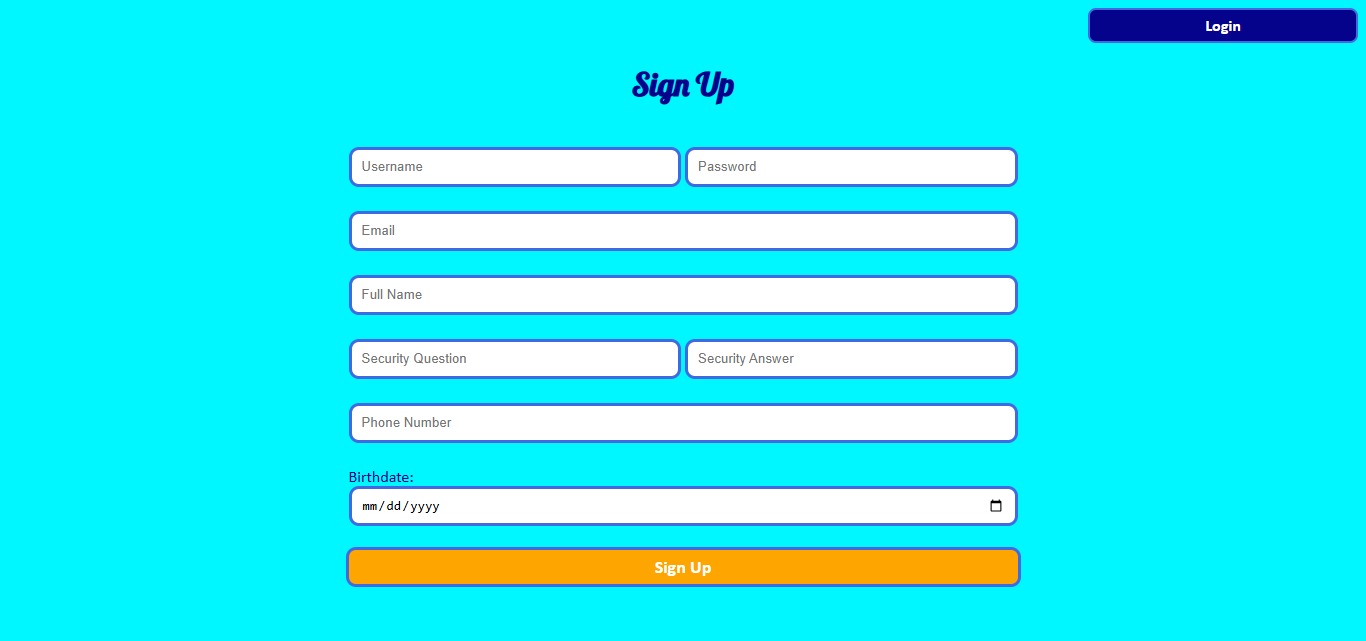 Login
Sign Up
Username Password
Email
Full Name
Security Question Security Answer
Phone Number
Birthdate:
mm/dd/yyyy
Sign Up